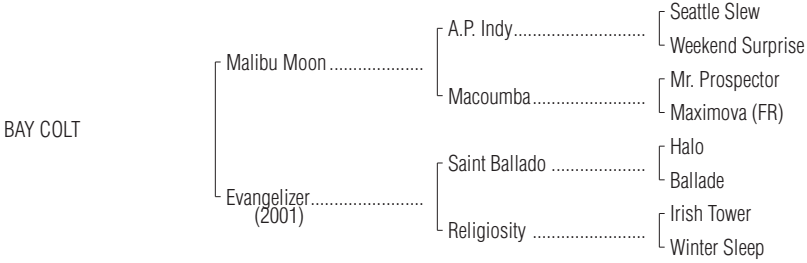 Seattle Slew
A.P. Indy..............................
Weekend Surprise
Malibu Moon .....................
Mr. Prospector
Macoumba..........................
Maximova (FR)
BAY COLT
Halo
Saint Ballado .....................
Ballade
Evangelizer.........................
(2001)
Irish Tower
Religiosity .........................
Winter Sleep